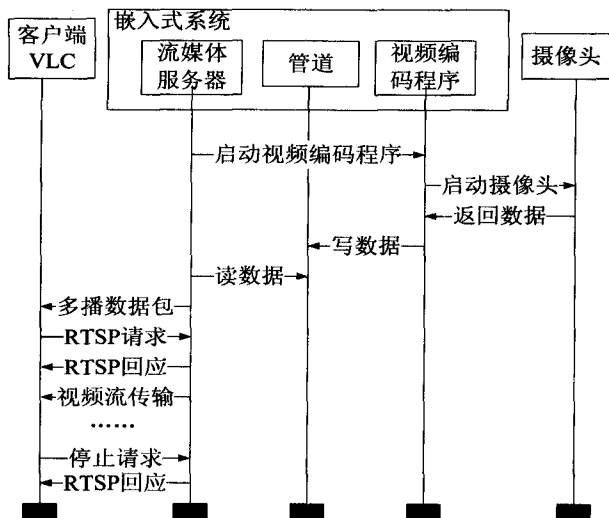 嵌入式系统
客户端
VLC
流媒体
服务器
管道
视频编
码程序
摄像头
启动视频编码程序
启动摄像头
返回数据
写数据
读数据
多播数据包
RTSP请求
RTSP回应
视频流传输
······
停止请求
RTSP回应